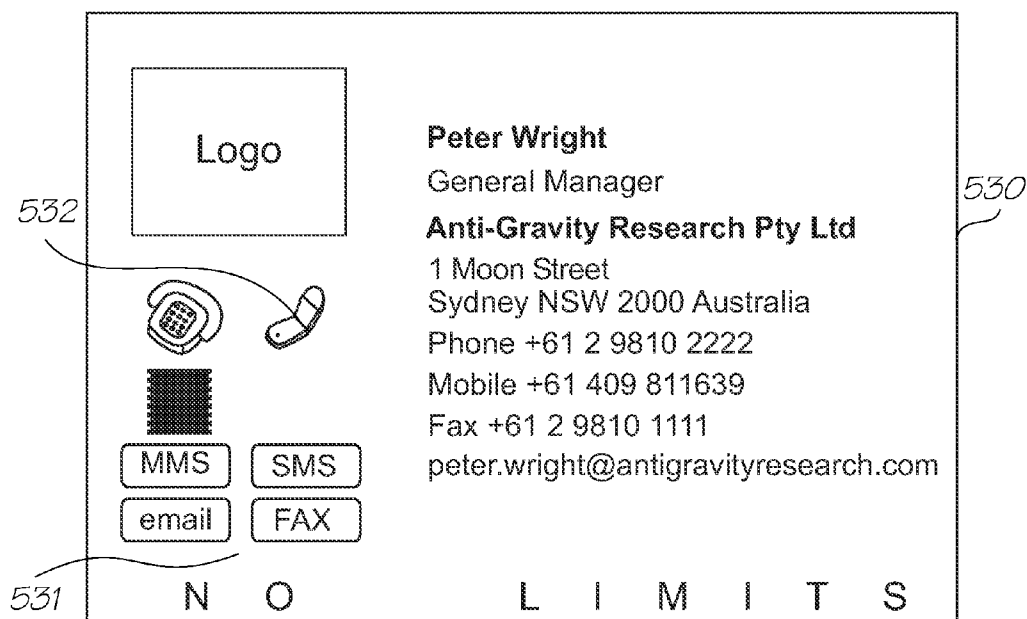 Logo
Peter Wright
General Manager
Anti-Gravity Research Pty Ltd
1 Moon Street
Sydney NSW 2000 Australia
Phone +61 2 9810 2222
Mobile +61 409 811639
Fax +61 2 9810 1111
peter.wright@antigravityresearch.com
MMS SMS
email FAX
NO LIMITS
532
530
531